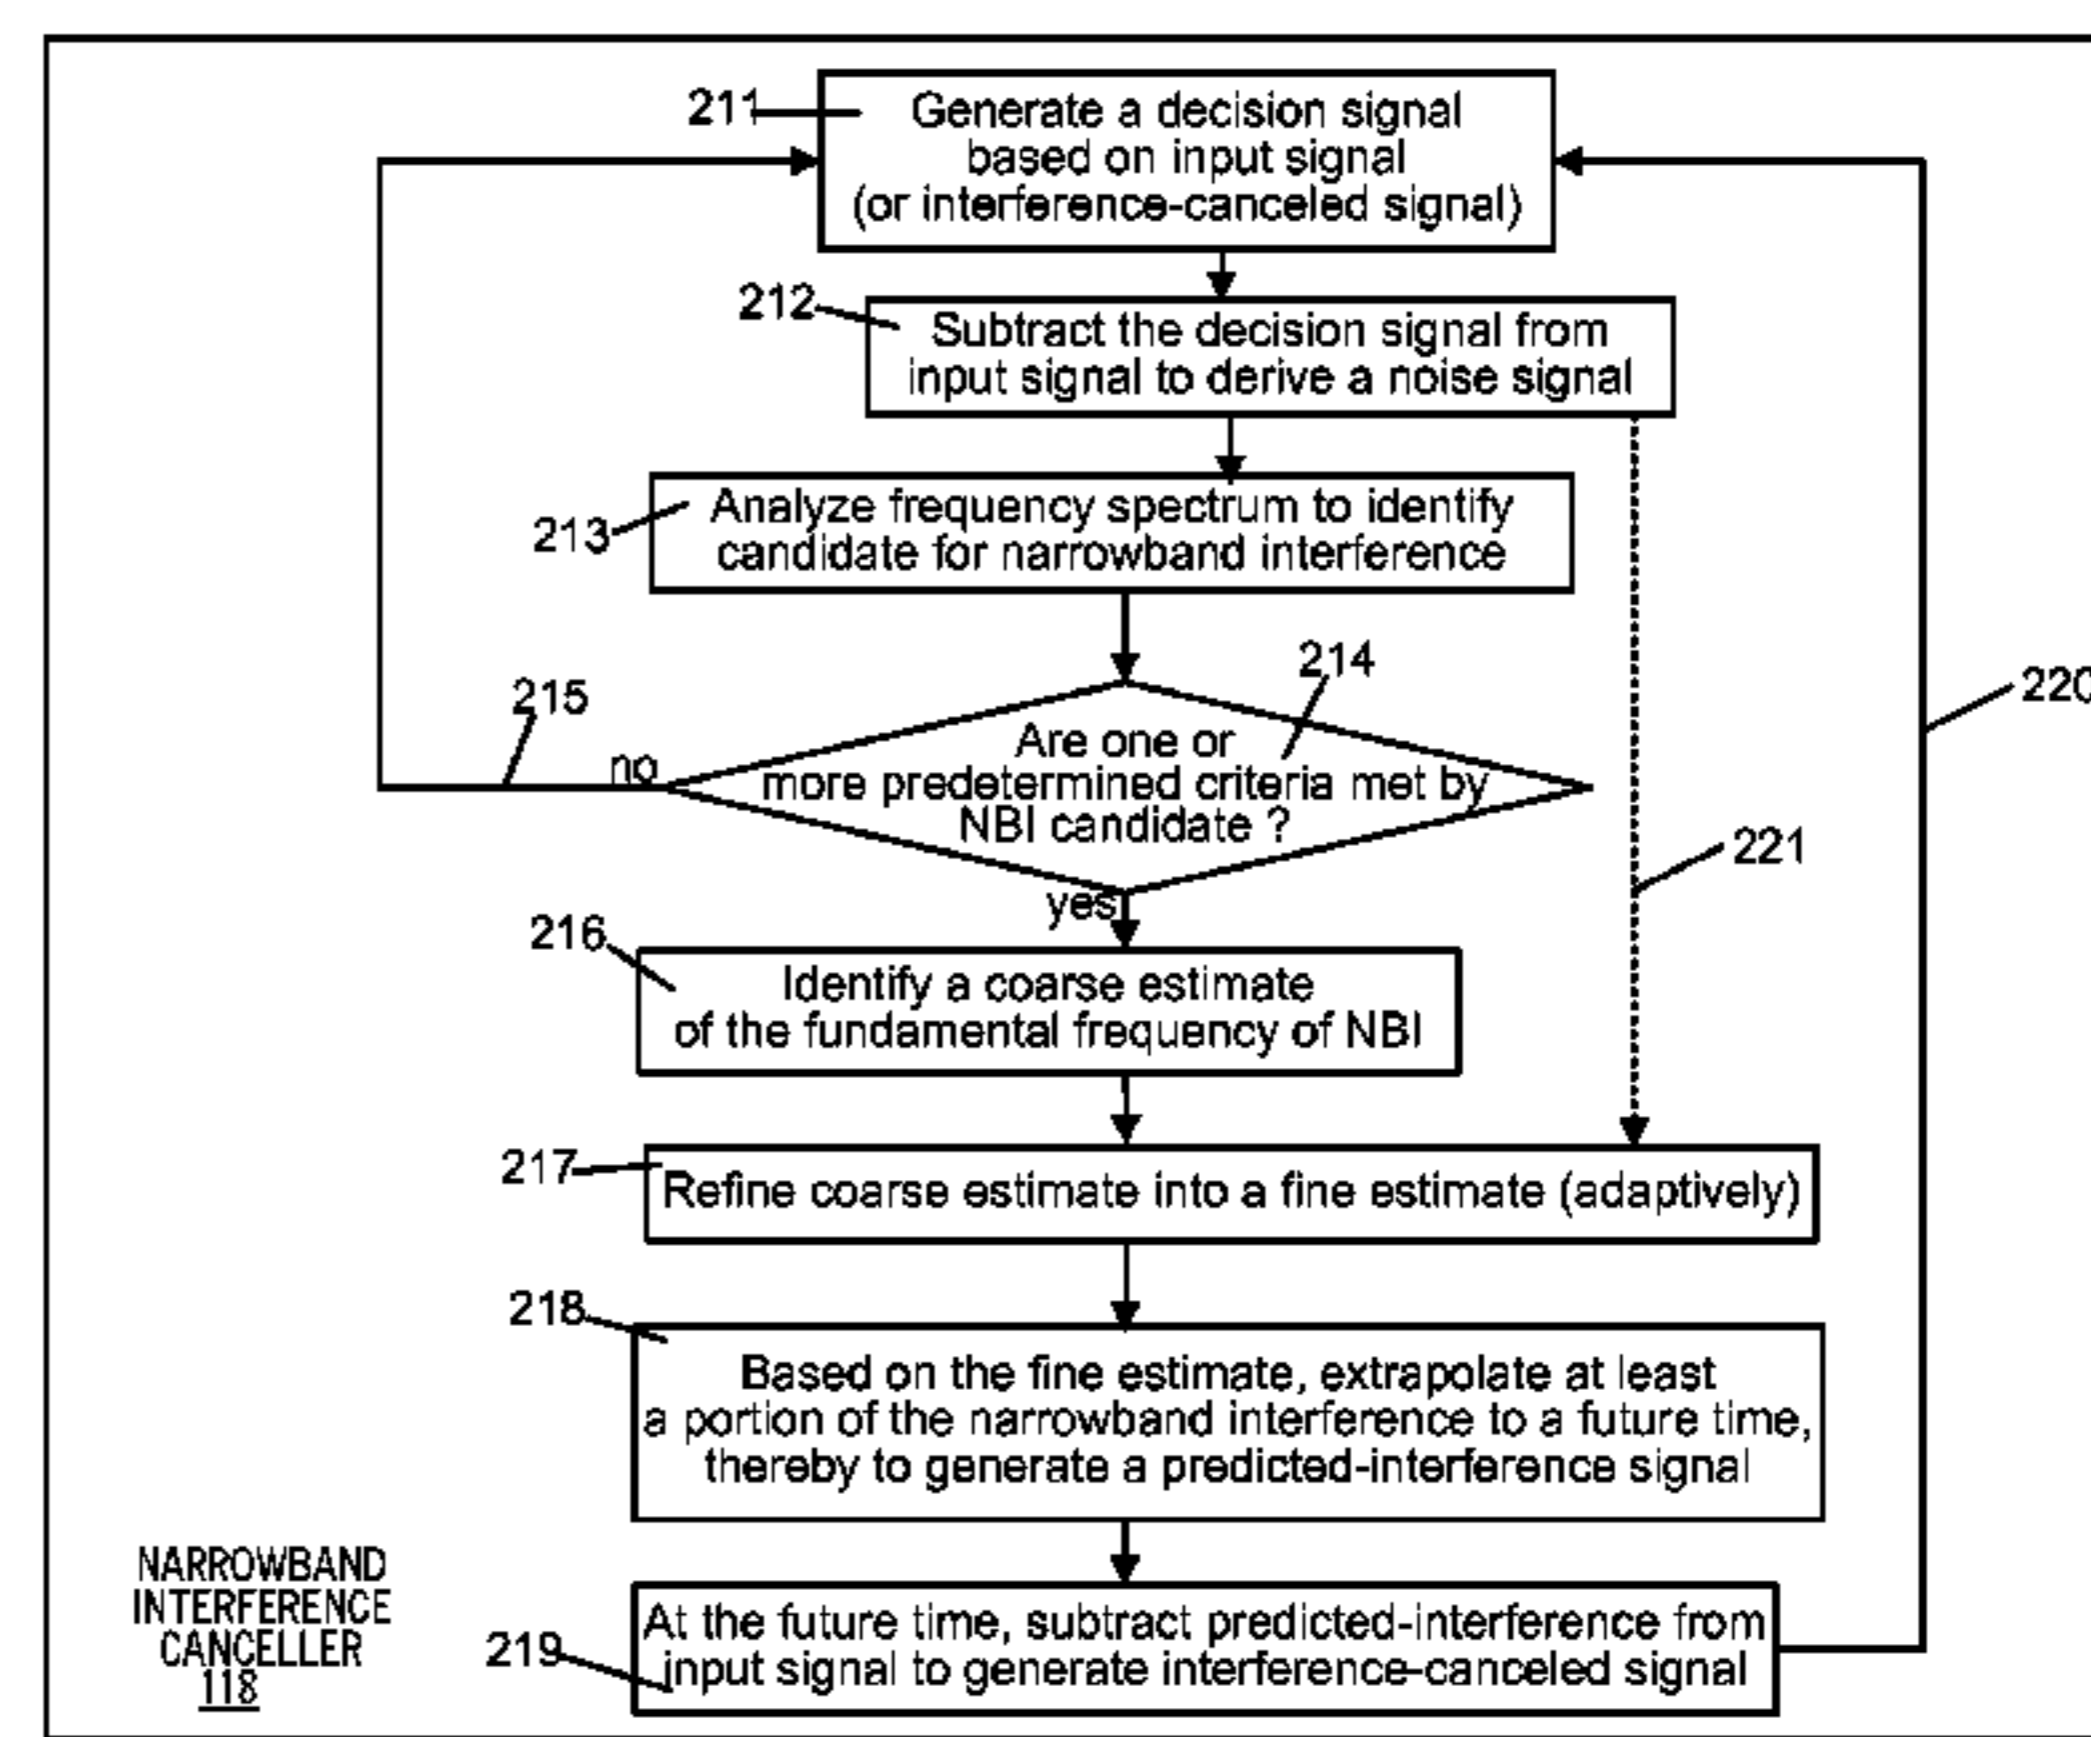 211
Generate a decision signal
based on input signal
(or interference-canceled signal)
212
Subtract the decision signal from
input signal to derive a noise signal
213
Analyze frequency spectrum to identify
candidate for narrowband interference
214
215
220
no
Are one or
more predetermined criteria met by
NBI candidate ?
221
yes
216
Identify a coarse estimate
of the fundamental frequency of NBI
217
Refine coarse estimate into a fine estimate (adaptively)
218
Based on the fine estimate, extrapolate at least
a portion of the narrowband interference to a future time,
thereby to generate a predicted-interference signal
219
At the future time, subtract predicted-interference from
input signal to generate interference-canceled signal
NARROWBAND
INTERFERENCE
CANCELLER
118